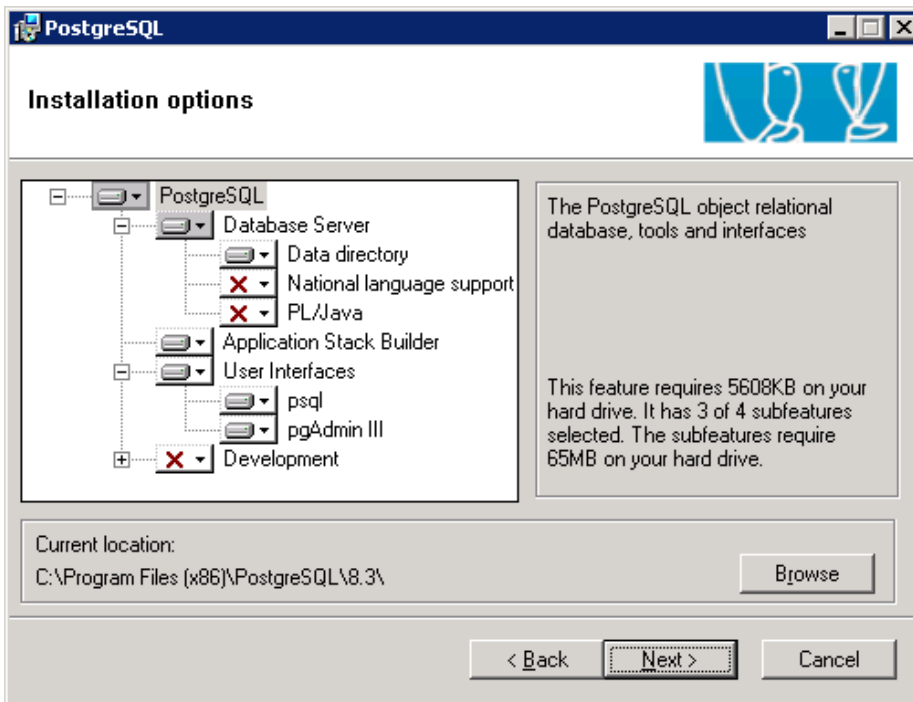 PostgreSQL
Installation options
PostgreSQL
Database Server
Data directory
National language support
PL/Java
Application Stack Builder
User Interfaces
psql
pgAdmin III
Development
The PostgreSQL object relational
database, tools and interfaces
This feature requires 5608KB on your
hard drive. It has 3 of 4 subfeatures
selected. The subfeatures require
65MB on your hard drive.
Current location:
C:\Program Files (x86)\PostgreSQL\8.3\
Browse
< Back
Next >
Cancel